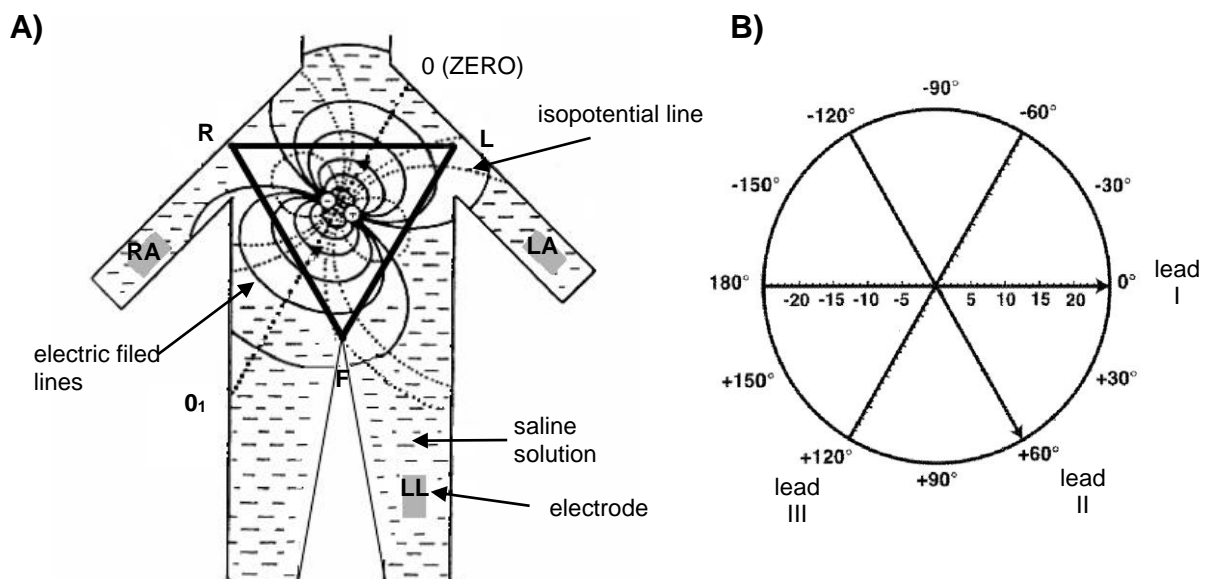 A)
0 (ZERO)
isopotential line
R
L
RA
LA
electric filed
lines
0₁
F
saline
solution
LL
electrode
B)
-90°
-120°
-60°
-150°
-30°
180°
-20 -15 -10 -5 5 10 15 20
0°
lead
I
+150°
+30°
+120°
+90°
+60°
lead
III
lead
II